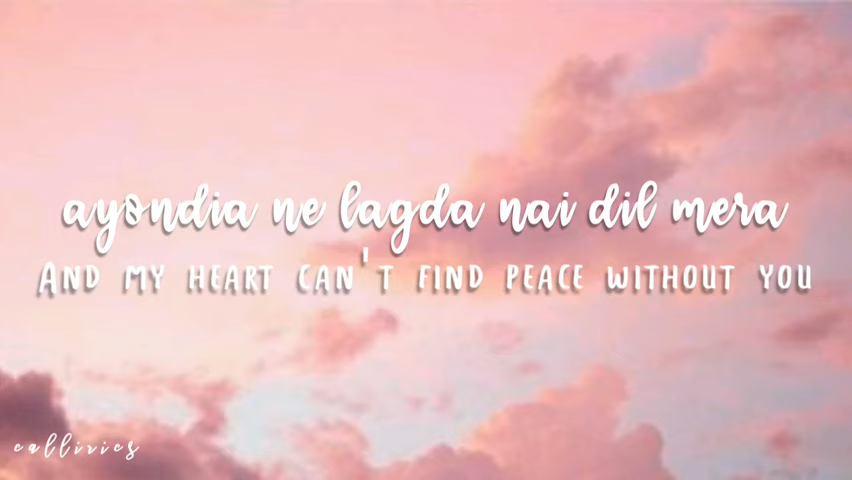 ayondia ne lagda nai dil mera
And my heart can't find peace without you
callirics